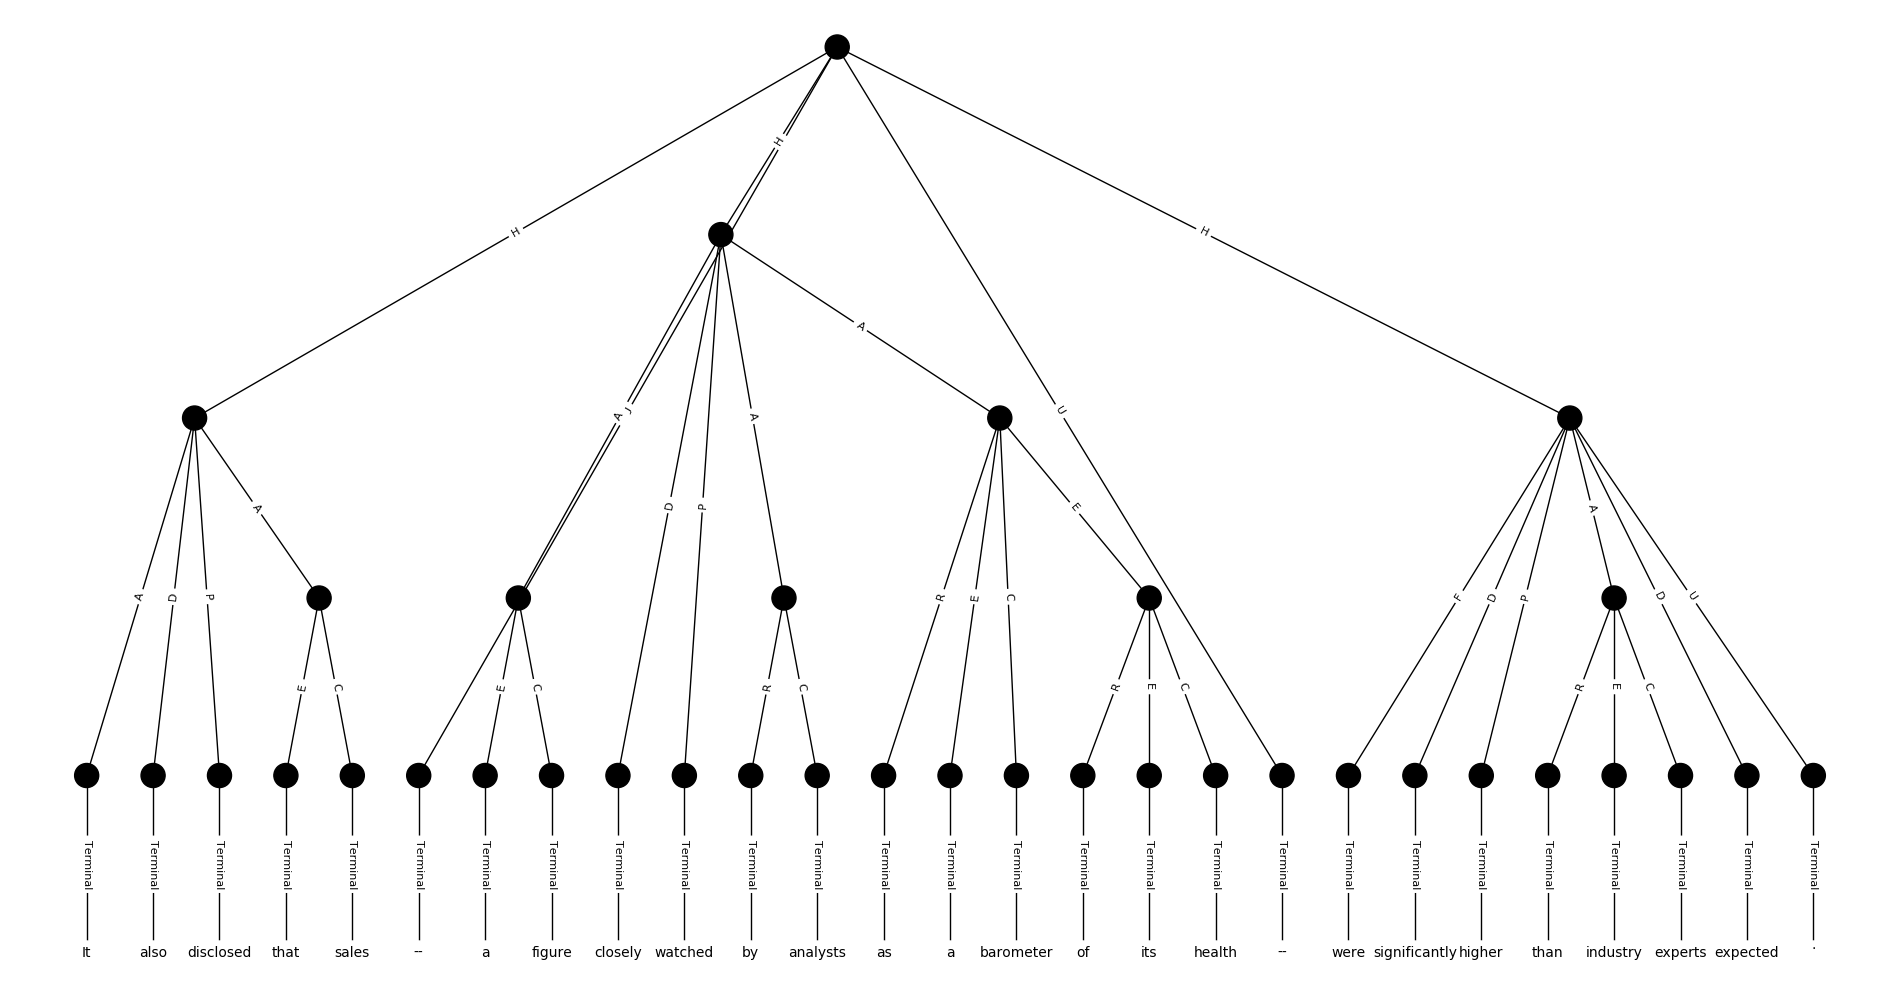 H
H
H
A
U
A J
A
D
P
A
E
A
A
D
P
R
E
C
F
D
P
D
U
E
C
E
C
R
C
R
E
C
R
E
C
Terminal Terminal Terminal Terminal Terminal Terminal Terminal Terminal Terminal Terminal Terminal Terminal Terminal Terminal Terminal Terminal Terminal Terminal Terminal Terminal Terminal Terminal Terminal Terminal Terminal Terminal Terminal
It also disclosed that sales -- a figure closely watched by analysts as a barometer of its health -- were significantly higher than industry experts expected .